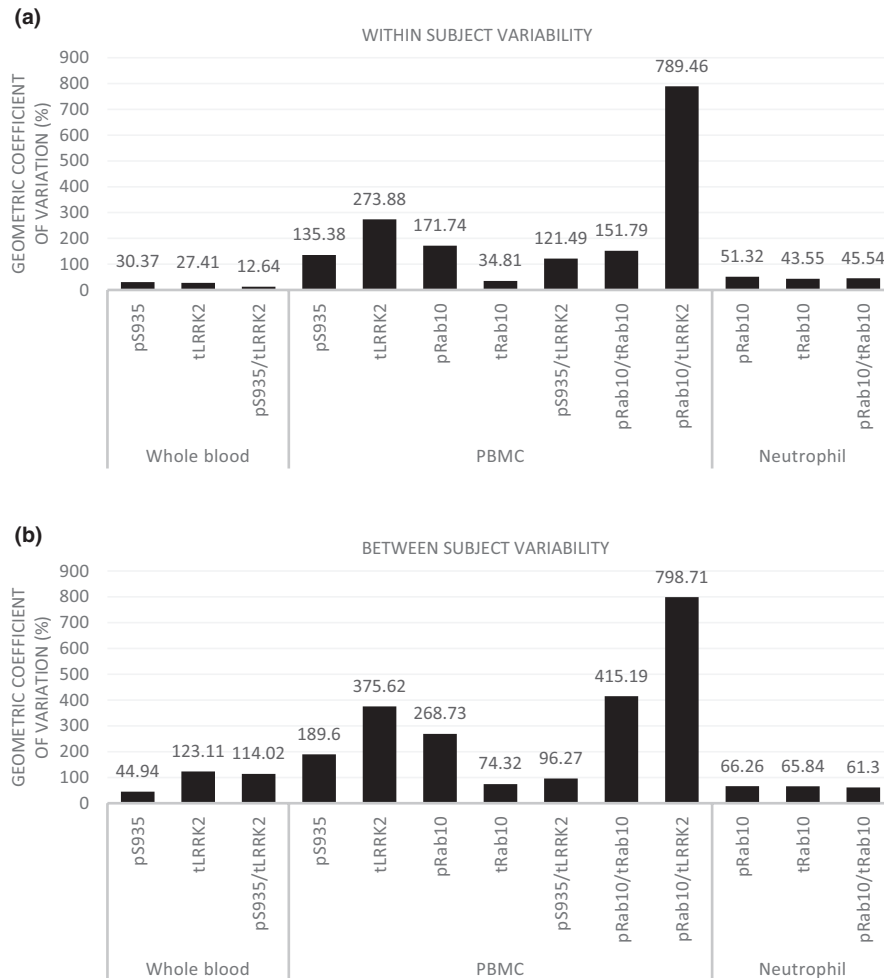 (a)
WITHIN SUBJECT VARIABILITY
GEOMETRIC COEFFICIENT
OF VARIATION (%)
900
800
700
600
500
400
300
200
100
0
30.37
27.41
12.64
135.38
273.88
171.74
34.81
121.49
151.79
789.46
51.32
43.55
45.54
pS935
tLRRK2
pS935/tLRRK2
pS935
tLRRK2
pRab10
tRab10
pS935/tLRRK2
pRab10/tRab10
pRab10/tLRRK2
pRab10
tRab10
pRab10/tRab10
Whole blood
PBMC
Neutrophil
(b)
BETWEEN SUBJECT VARIABILITY
GEOMETRIC COEFFICIENT
OF VARIATION (%)
900
800
700
600
500
400
300
200
100
0
44.94
123.11
114.02
189.6
375.62
268.73
74.32
96.27
415.19
798.71
66.26
65.84
61.3
pS935
tLRRK2
pS935/tLRRK2
pS935
tLRRK2
pRab10
tRab10
pS935/tLRRK2
pRab10/tRab10
pRab10/tLRRK2
pRab10
tRab10
pRab10/tRab10
Whole blood
PBMC
Neutrophil